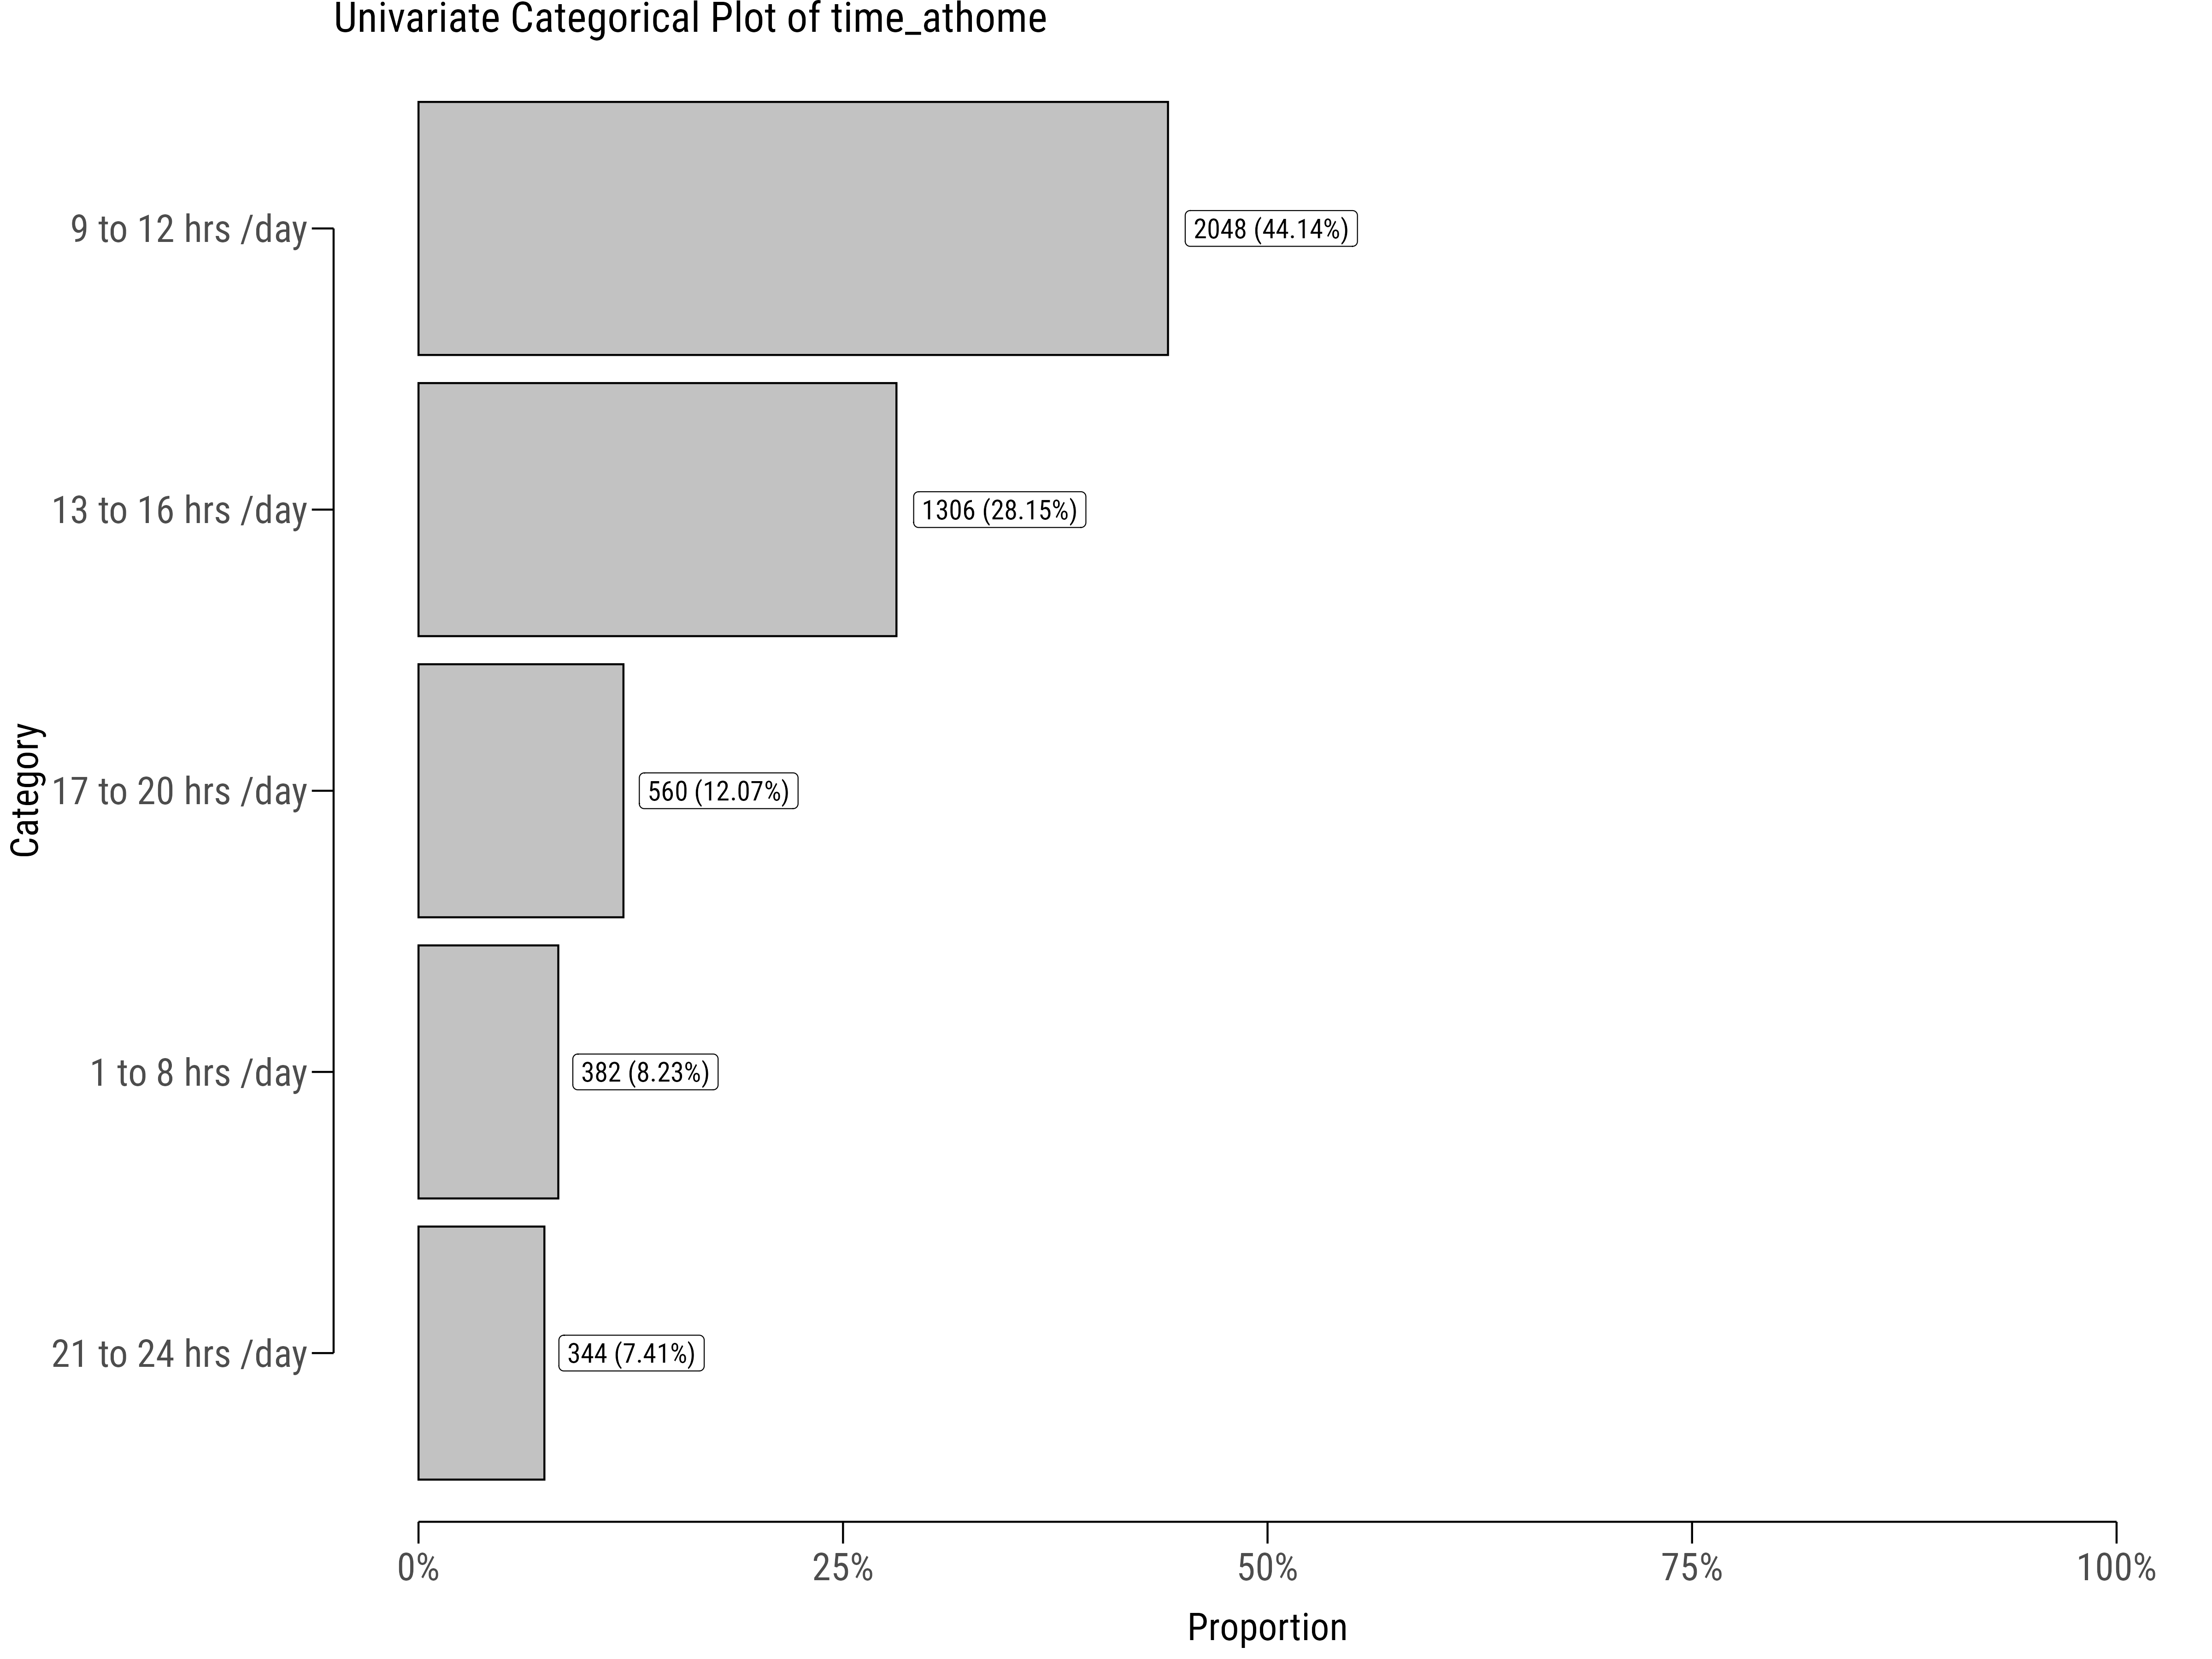 Univariate Categorical Plot of time_athome
9 to 12 hrs /day
2048 (44.14%)
13 to 16 hrs /day
1306 (28.15%)
Category
17 to 20 hrs /day
560 (12.07%)
1 to 8 hrs /day
382 (8.23%)
21 to 24 hrs /day
344 (7.41%)
0%
25%
50%
75%
100%
Proportion